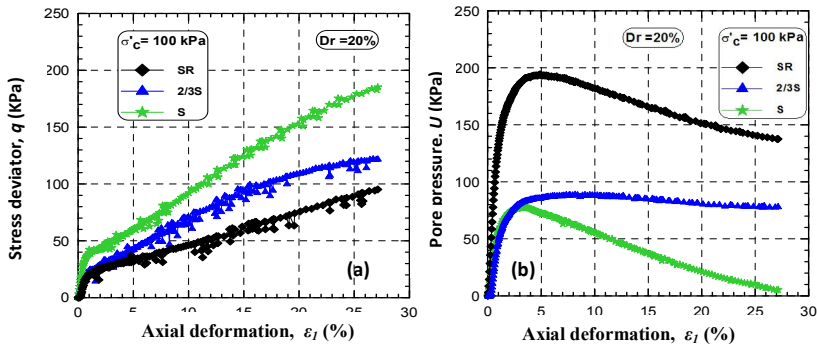 250
200
150
100
50
0
0
5
10
15
20
25
30
Stress deviator, q (KPa)
Axial deformation, ε1 (%)
σ'c= 100 kPa
SR
2/3S
S
Dr =20%
(a)
250
200
150
100
50
0
0
5
10
15
20
25
30
Pore pressure. U (KPa)
Axial deformation, ε1 (%)
Dr =20%
σ'c= 100 kPa
SR
2/3S
S
(b)